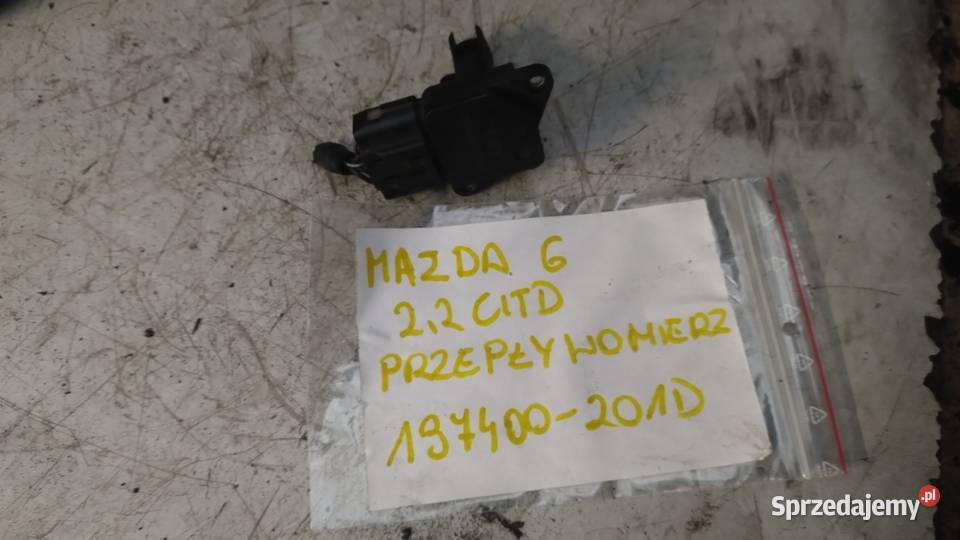 MAZDA 6
2.2 CITD
PRZEPŁYWOMIERZ
197400-201D
Sprzedajemy.pl